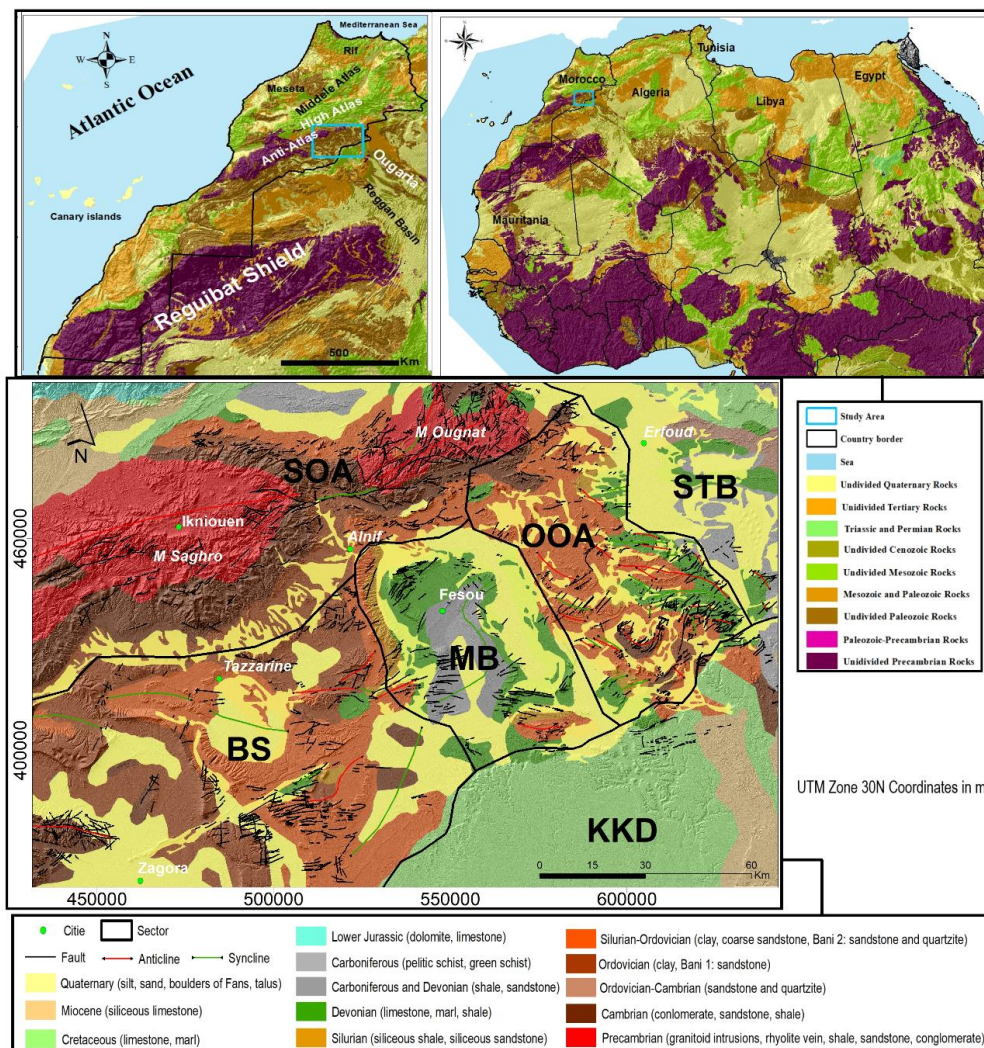 Mediterranean Sea
N
W
E
S
Atlantic Ocean
Rif
Meseta
Middele Atlas
High Atlas
Anti-Atlas
Ougarta
Reggan Basin
Canary islands
Reguibat Shield
500
Km
Tunisia
Morocco
Algeria
Libya
Egypt
Mauritania
N
M Ougnat
Erfoud
SOA
STB
Ikniouen
OOA
Alnif
M Saghro
Fesou
MB
Tazzarine
BS
KKD
Zagora
460000
400000
0 15 30 60
Km
450000 500000 550000 600000
Study Area
Country border
Sea
Undivided Quaternary Rocks
Unidivided Tertiary Rocks
Triassic and Permian Rocks
Undivided Cenozoic Rocks
Undivided Mesozoic Rocks
Mesozoic and Paleozoic Rocks
Undivided Paleozoic Rocks
Paleozoic-Precambrian Rocks
Unidivided Precambrian Rocks
UTM Zone 30N Coordinates in m
Citie Sector
Fault Anticline Syncline
Quaternary (silt, sand, boulders of Fans, talus)
Miocene (siliceous limestone)
Cretaceous (limestone, marl)
Lower Jurassic (dolomite, limestone)
Carboniferous (pelitic schist, green schist)
Carboniferous and Devonian (shale, sandstone)
Devonian (limestone, marl, shale)
Silurian (siliceous shale, siliceous sandstone)
Silurian-Ordovician (clay, coarse sandstone, Bani 2: sandstone and quartzite)
Ordovician (clay, Bani 1: sandstone)
Ordovician-Cambrian (sandstone and quartzite)
Cambrian (conlomerate, sandstone, shale)
Precambrian (granitoid intrusions, rhyolite vein, shale, sandstone, conglomerate)